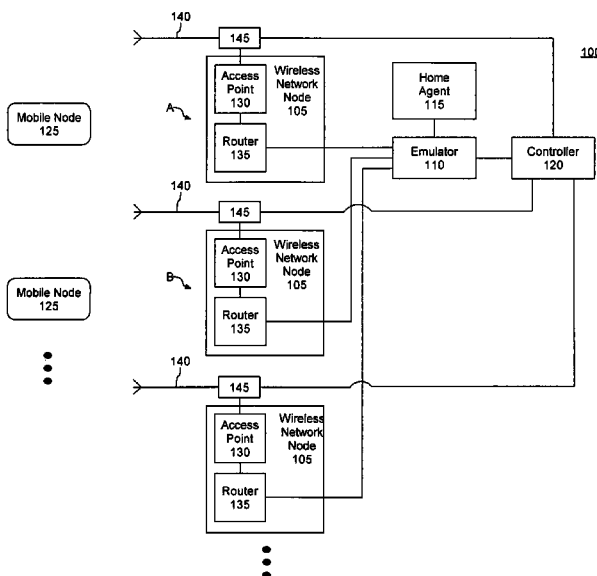 140
145
100
Access
Point
130
Wireless
Network
Node
105
Home
Agent
115
A
Mobile Node
125
Router
135
Emulator
110
Controller
120
140
145
Access
Point
130
Wireless
Network
Node
105
B
Mobile Node
125
Router
135
140
145
Access
Point
130
Wireless
Network
Node
105
Router
135